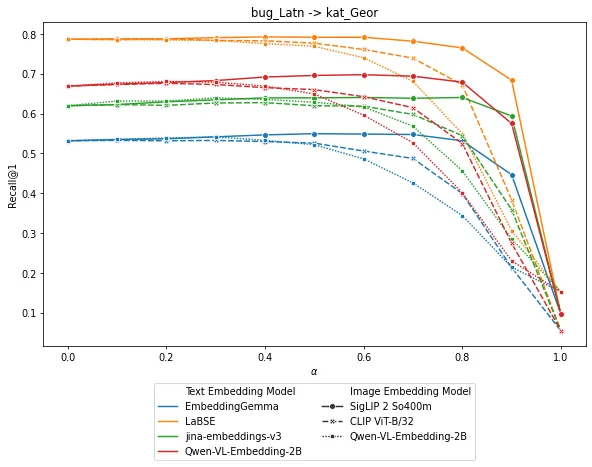 bug_Latn -> kat_Geor
Recall@1
0.8
0.7
0.6
0.5
0.4
0.3
0.2
0.1
0.0 0.2 0.4 0.6 0.8 1.0
α
Text Embedding Model
EmbeddingGemma
LaBSE
jina-embeddings-v3
Qwen-VL-Embedding-2B
Image Embedding Model
SigLIP 2 So400m
CLIP ViT-B/32
Qwen-VL-Embedding-2B